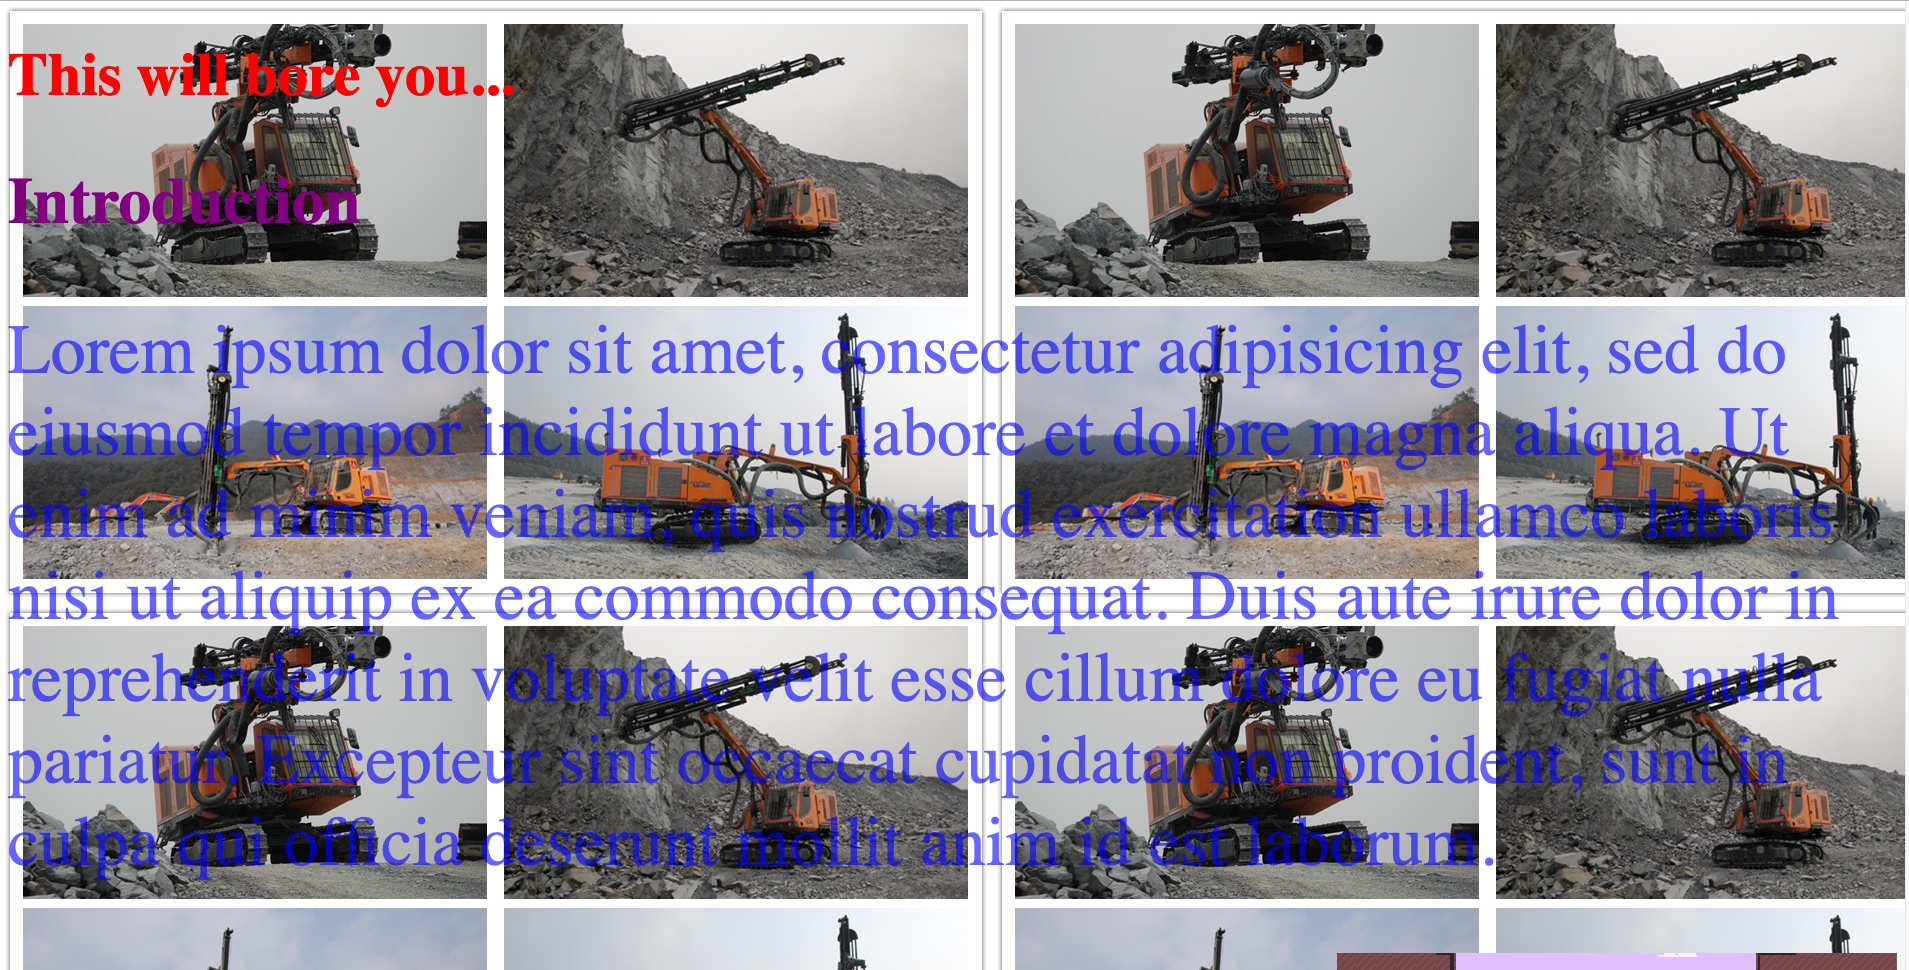 This will bore you...
Introduction
Lorem ipsum dolor sit amet, consectetur adipisicing elit, sed do
eiusmod tempor incididunt ut labore et dolore magna aliqua. Ut
enim ad minim veniam, quis nostrud exercitation ullamco laboris
nisi ut aliquip ex ea commodo consequat. Duis aute irure dolor in
reprehenderit in voluptate velit esse cillum dolore eu fugiat nulla
pariatur. Excepteur sint occaecat cupidatat non proident, sunt in
culpa qui officia deserunt mollit anim id est laborum.